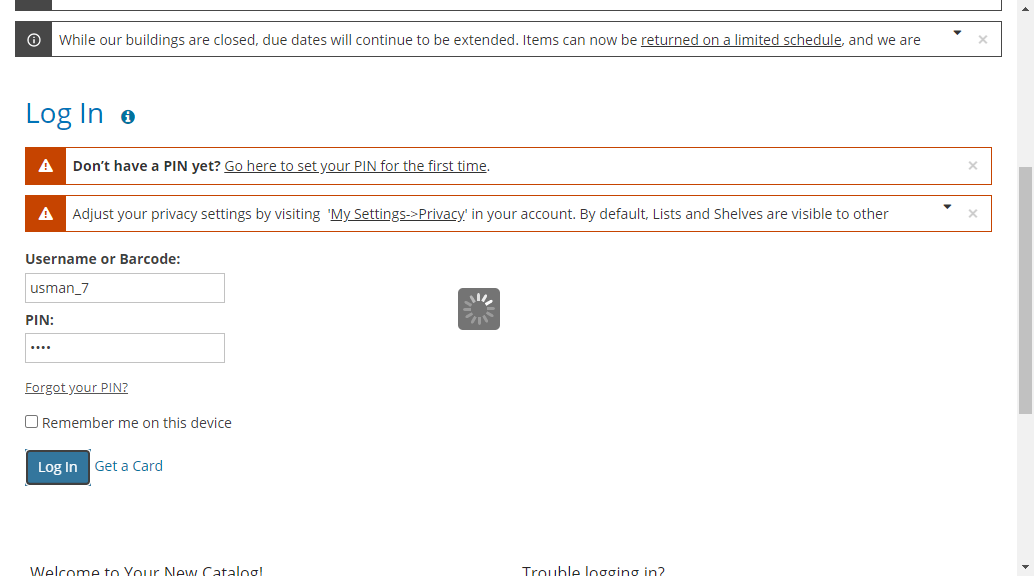 While our buildings are closed, due dates will continue to be extended. Items can now be returned on a limited schedule, and we are
Log In
Don’t have a PIN yet? Go here to set your PIN for the first time.
Adjust your privacy settings by visiting 'My Settings->Privacy' in your account. By default, Lists and Shelves are visible to other
Username or Barcode:
usman_7
PIN:
••••
Forgot your PIN?
Remember me on this device
Log In Get a Card
Welcome to Your New Catalog! Trouble logging in?